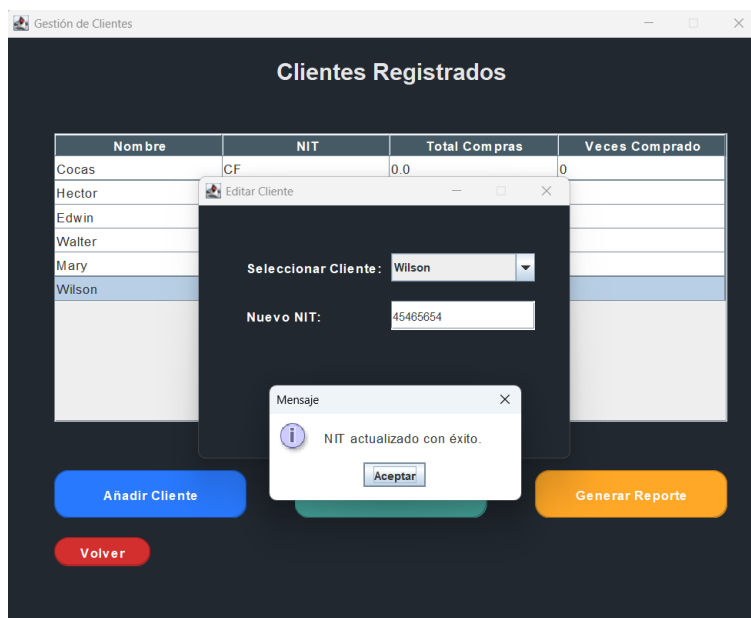 Gestión de Clientes
Clientes Registrados
Nombre NIT Total Compras Veces Comprado
Cocas CF 0.0 0
Hector
Edwin
Walter
Mary
Wilson
Editar Cliente
Seleccionar Cliente: Wilson
Nuevo NIT: 45465654
Mensaje
NIT actualizado con éxito.
Aceptar
Añadir Cliente
Generar Reporte
Volver